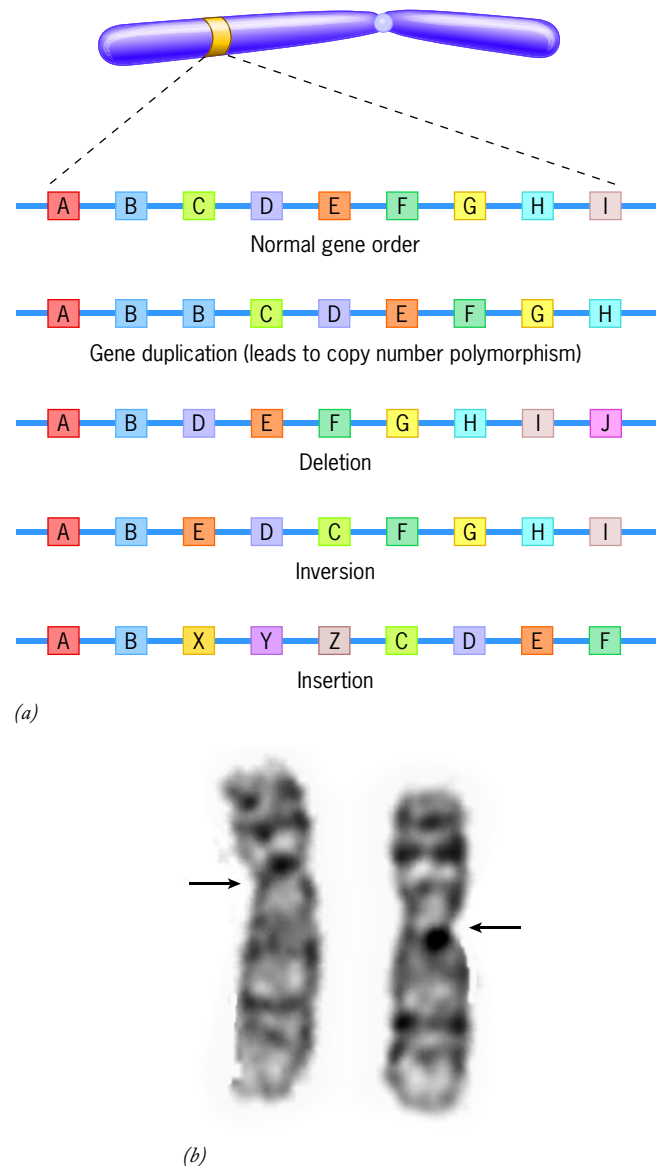 A B C D E F G H I
Normal gene order
A B B C D E F G H
Gene duplication (leads to copy number polymorphism)
A B D E F G H I J
Deletion
A B E D C F G H I
Inversion
A B X Y Z C D E F
Insertion
(a)
(b)